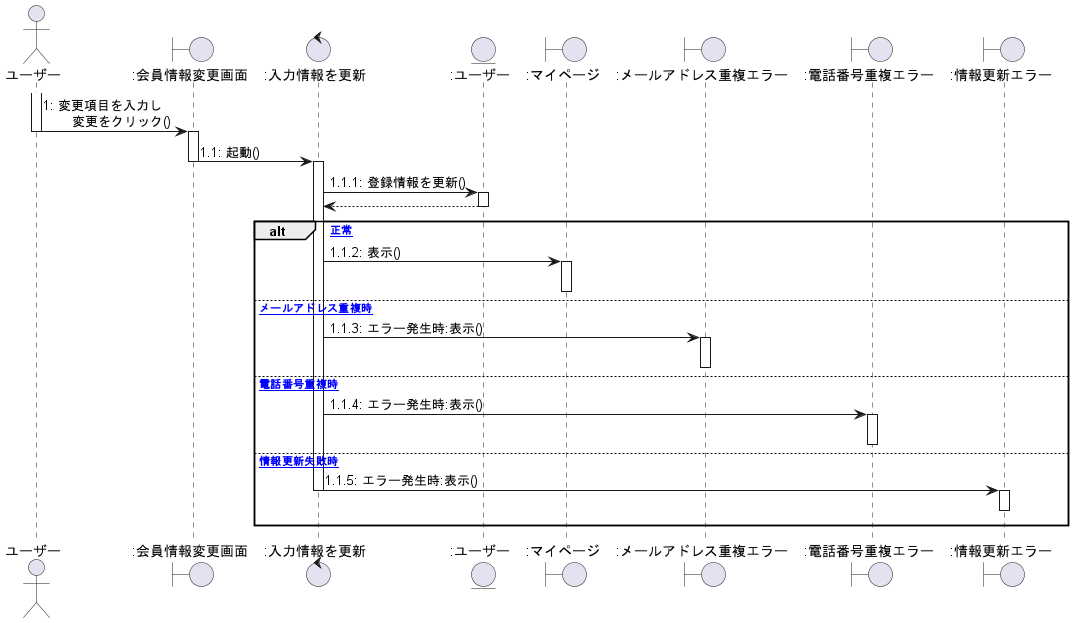 ユーザー
:会員情報変更画面
:入力情報を更新
:ユーザー
:マイページ
:メールアドレス重複エラー
:電話番号重複エラー
:情報更新エラー
1: 変更項目を入力し
変更をクリック()
1.1: 起動()
1.1.1: 登録情報を更新()
alt
正常
1.1.2: 表示()
メールアドレス重複時
1.1.3: エラー発生時:表示()
電話番号重複時
1.1.4: エラー発生時:表示()
情報更新失敗時
1.1.5: エラー発生時:表示()
ユーザー
:会員情報変更画面
:入力情報を更新
:ユーザー
:マイページ
:メールアドレス重複エラー
:電話番号重複エラー
:情報更新エラー